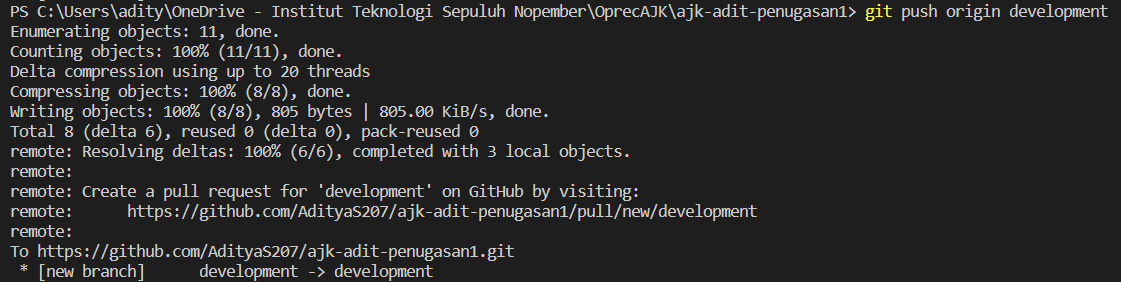 PS C:\Users\adity\OneDrive - Institut Teknologi Sepuluh Nopember\OprecAJK\ajk-adit-penugasan1> git push origin development
Enumerating objects: 11, done.
Counting objects: 100% (11/11), done.
Delta compression using up to 20 threads
Compressing objects: 100% (8/8), done.
Writing objects: 100% (8/8), 805 bytes | 805.00 KiB/s, done.
Total 8 (delta 6), reused 0 (delta 0), pack-reused 0
remote: Resolving deltas: 100% (6/6), completed with 3 local objects.
remote:
remote: Create a pull request for 'development' on GitHub by visiting:
remote:      https://github.com/AdityaS207/ajk-adit-penugasan1/pull/new/development
remote:
To https://github.com/AdityaS207/ajk-adit-penugasan1.git
 * [new branch]      development -> development